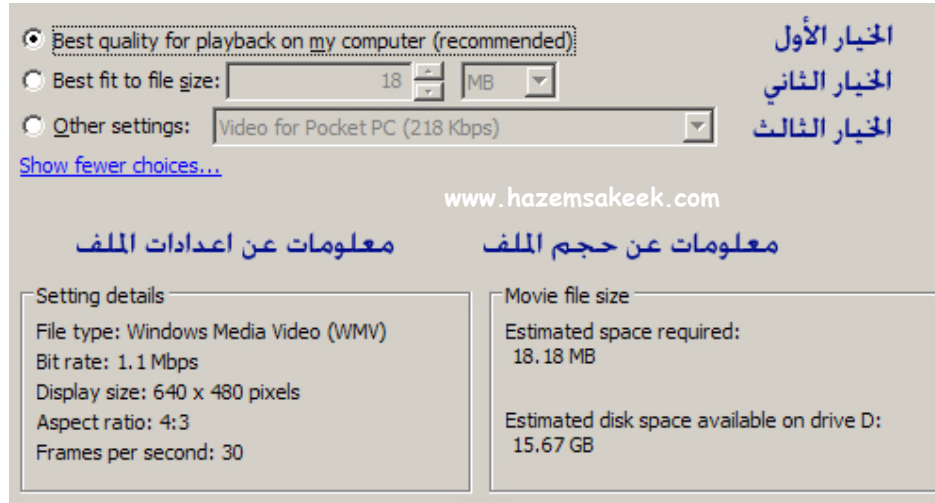 Best quality for playback on my computer (recommended) الخيار الأول
Best fit to file size: 18 MB الخيار الثاني
Other settings: Video for Pocket PC (218 Kbps) الخيار الثالث
Show fewer choices...
www.hazemsakeek.com
معلومات عن حجم الملف
معلومات عن اعدادات الملف
Setting details
File type: Windows Media Video (WMV)
Bit rate: 1.1 Mbps
Display size: 640 x 480 pixels
Aspect ratio: 4:3
Frames per second: 30
Movie file size
Estimated space required:
18.18 MB
Estimated disk space available on drive D:
15.67 GB